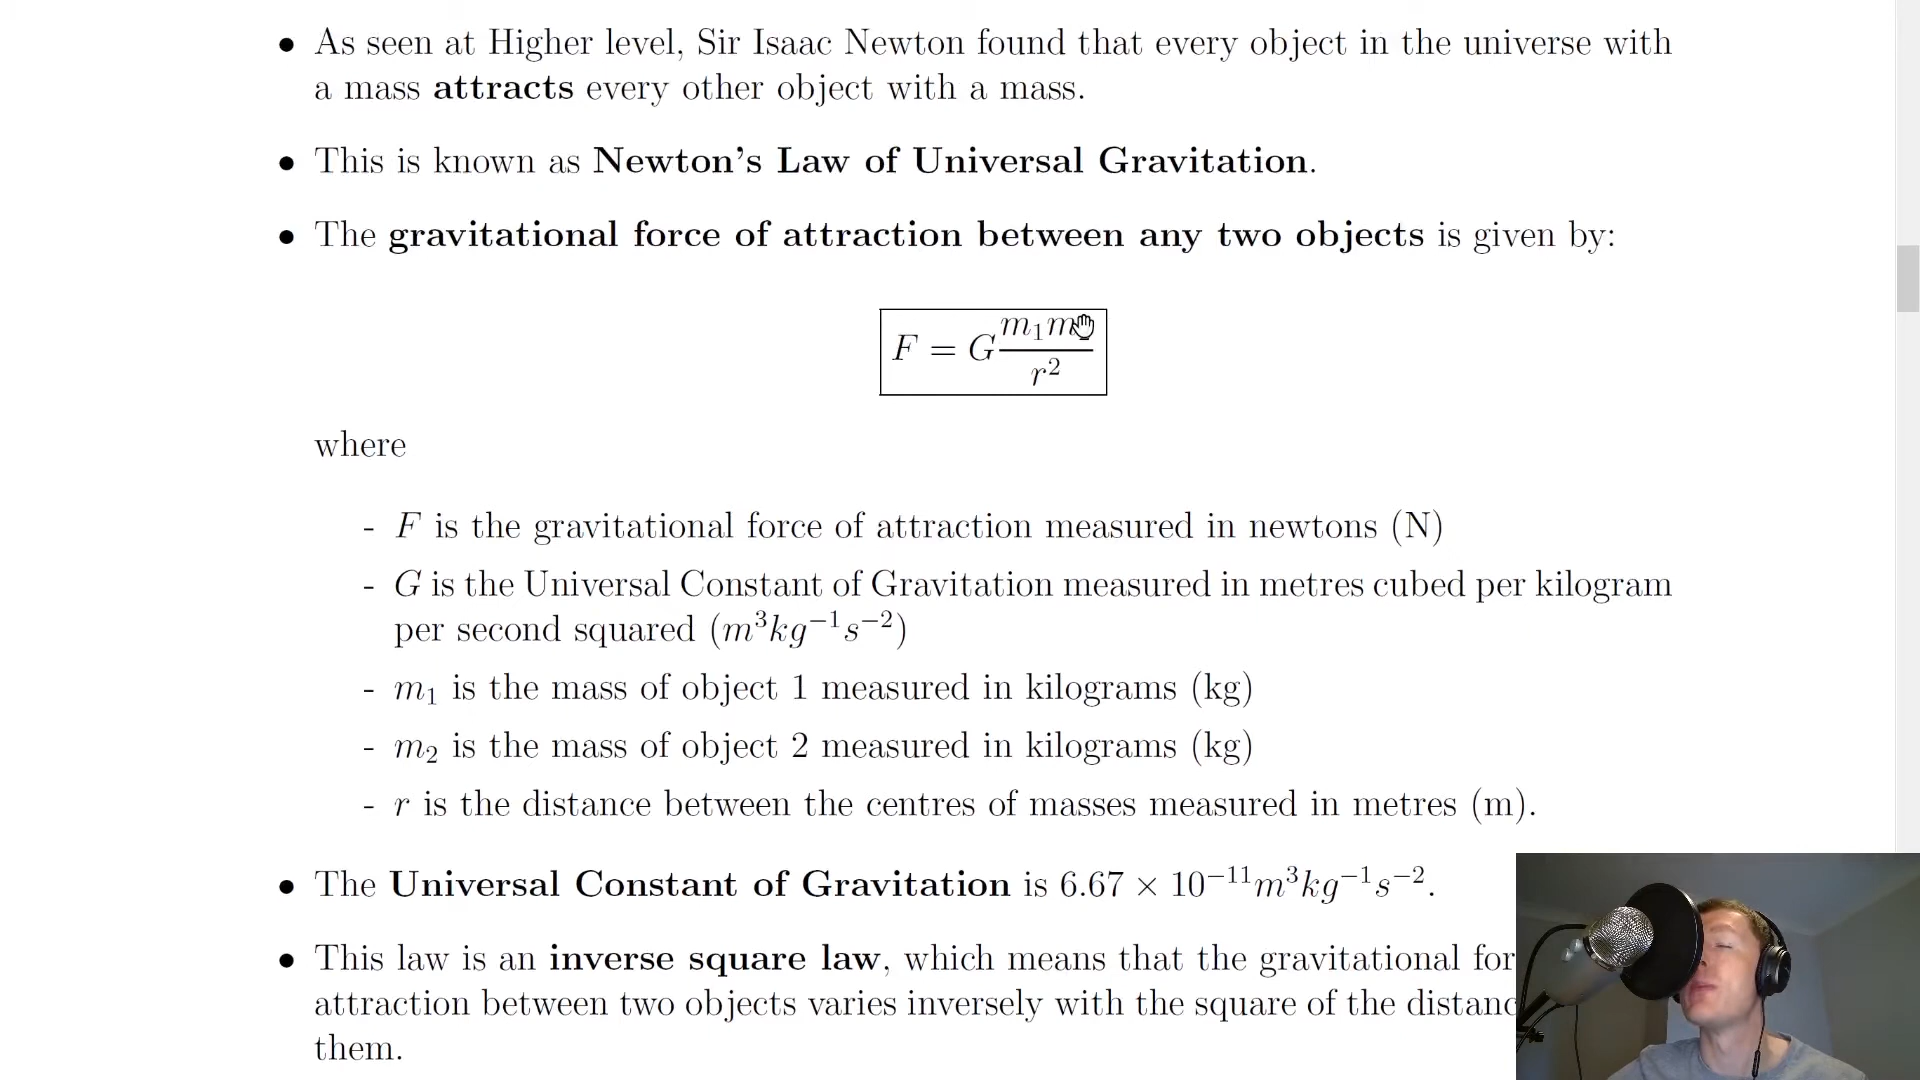 • As seen at Higher level, Sir Isaac Newton found that every object in the universe with
a mass attracts every other object with a mass.
• This is known as Newton's Law of Universal Gravitation.
• The gravitational force of attraction between any two objects is given by:
F = G m₁m / r²
where
- F is the gravitational force of attraction measured in newtons (N)
- G is the Universal Constant of Gravitation measured in metres cubed per kilogram
per second squared (m³kg⁻¹s⁻²)
- m₁ is the mass of object 1 measured in kilograms (kg)
- m₂ is the mass of object 2 measured in kilograms (kg)
- r is the distance between the centres of masses measured in metres (m).
• The Universal Constant of Gravitation is 6.67 × 10⁻¹¹m³kg⁻¹s⁻².
• This law is an inverse square law, which means that the gravitational for
attraction between two objects varies inversely with the square of the distanc
them.